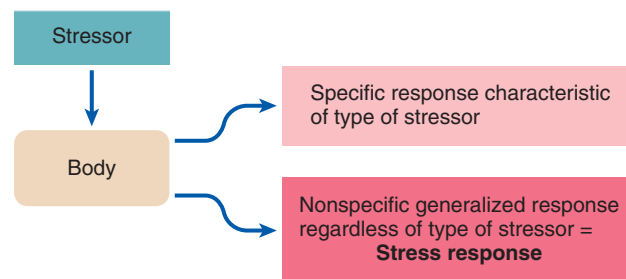 Stressor
Body
Specific response characteristic
of type of stressor
Nonspecific generalized response
regardless of type of stressor =
Stress response